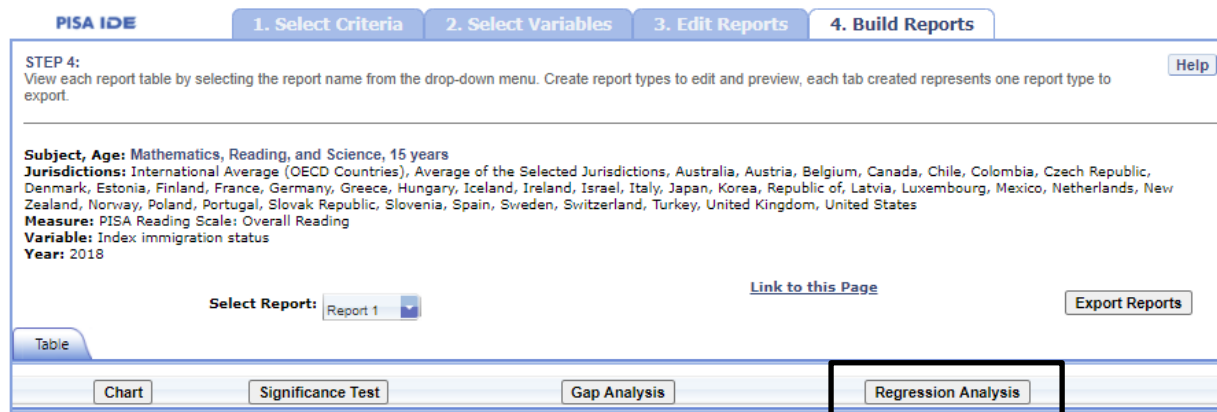 PISA IDE
1. Select Criteria
2. Select Variables
3. Edit Reports
4. Build Reports
STEP 4:
Help
View each report table by selecting the report name from the drop-down menu. Create report types to edit and preview, each tab created represents one report type to
export.
Subject, Age: Mathematics, Reading, and Science, 15 years
Jurisdictions: International Average (OECD Countries), Average of the Selected Jurisdictions, Australia, Austria, Belgium, Canada, Chile, Colombia, Czech Republic,
Denmark, Estonia, Finland, France, Germany, Greece, Hungary, Iceland, Ireland, Israel, Italy, Japan, Korea, Republic of, Latvia, Luxembourg, Mexico, Netherlands, New
Zealand, Norway, Poland, Portugal, Slovak Republic, Slovenia, Spain, Sweden, Switzerland, Turkey, United Kingdom, United States
Measure: PISA Reading Scale: Overall Reading
Variable: Index immigration status
Year: 2018
Link to this Page
Select Report: Report 1
Export Reports
Table
Chart
Significance Test
Gap Analysis
Regression Analysis